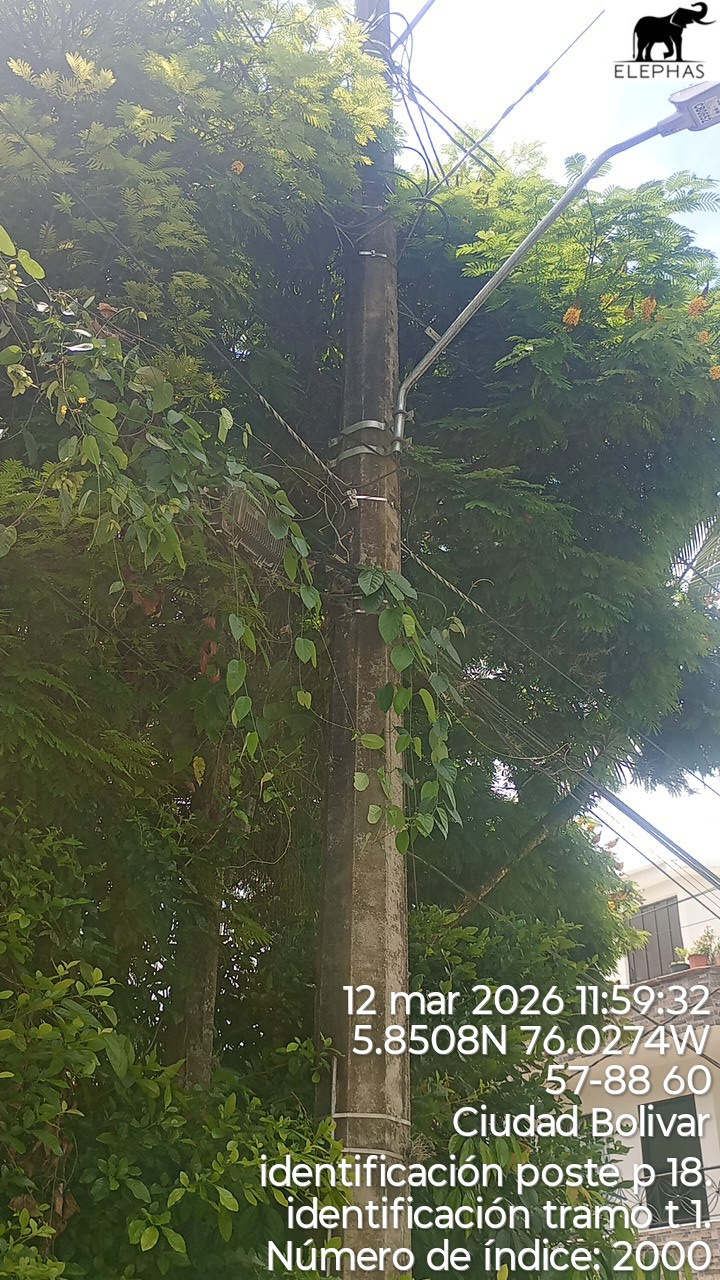 ELEPHAS
12 mar 2026 11:59:32
5.8508N 76.0274W
57-88 60
Ciudad Bolivar
identificación poste p 18.
identificación tramo t 1.
Número de índice: 2000